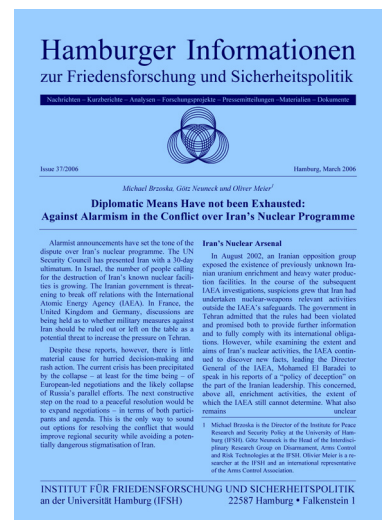 Hamburger Informationen
zur Friedensforschung und Sicherheitspolitik
Nachrichten – Kurzberichte – Analysen – Forschungsprojekte – Pressemitteilungen –Materialien – Dokumente
Issue 37/2006 Hamburg, March 2006
Michael Brzoska, Götz Neuneck und Oliver Meier1
Diplomatic Means Have not been Exhausted:
Against Alarmism in the Conflict over Iran's Nuclear Programme
Alarmist announcements have set the tone of the
dispute over Iran's nuclear programme. The UN
Security Council has presented Iran with a 30-day
ultimatum. In Israel, the number of people calling
for the destruction of Iran's known nuclear facili-
ties is growing. The Iranian government is threat-
ening to break off relations with the International
Atomic Energy Agency (IAEA). In France, the
United Kingdom and Germany, discussions are
being held as to whether military measures against
Iran should be ruled out or left on the table as a
potential threat to increase the pressure on Tehran.
Despite these reports, however, there is little
material cause for hurried decision-making and
rash action. The current crisis has been precipitated
by the collapse – at least for the time being – of
European-led negotiations and the likely collapse
of Russia's parallel efforts. The next constructive
step on the road to a peaceful resolution would be
to expand negotiations – in terms of both partici-
pants and agenda. This is the only way to sound
out options for resolving the conflict that would
improve regional security while avoiding a poten-
tially dangerous stigmatisation of Iran.
Iran's Nuclear Arsenal
In August 2002, an Iranian opposition group
exposed the existence of previously unknown Ira-
nian uranium enrichment and heavy water produc-
tion facilities. In the course of the subsequent
IAEA investigations, suspicions grew that Iran had
undertaken nuclear-weapons relevant activities
outside the IAEA's safeguards. The government in
Tehran admitted that the rules had been violated
and promised both to provide further information
and to fully comply with its international obliga-
tions. However, while examining the extent and
aims of Iran's nuclear activities, the IAEA contin-
ued to discover new facts, leading the Director
General of the IAEA, Mohamed El Baradei to
speak in his reports of a "policy of deception" on
the part of the Iranian leadership. This concerned,
above all, enrichment activities, the extent of
which the IAEA still cannot determine. What also
remains unclear
1 Michael Brzoska is the Director of the Institute for Peace
Research and Security Policy at the University of Ham-
burg (IFSH). Götz Neuneck is the Head of the Interdisci-
plinary Research Group on Disarmament, Arms Control
and Risk Technologies at the IFSH. Oliver Meier is a re-
searcher at the IFSH and an international representative
of the Arms Control Association.
INSTITUT FÜR FRIEDENSFORSCHUNG UND SICHERHEITSPOLITIK
an der Universität Hamburg (IFSH) 22587 Hamburg • Falkenstein 1